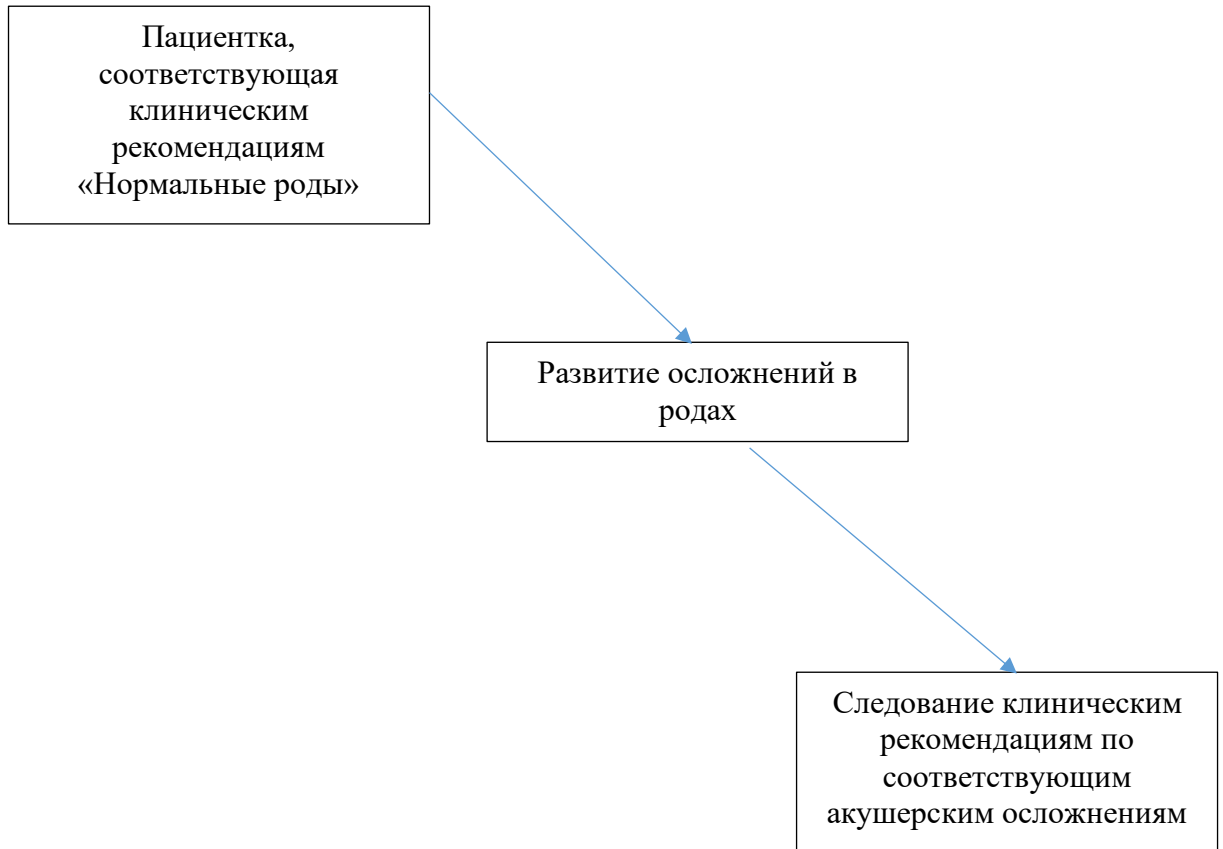 Пациентка,
соответствующая
клиническим
рекомендациям
«Нормальные роды»
Развитие осложнений в
родах
Следование клиническим
рекомендациям по
соответствующим
акушерским осложнениям